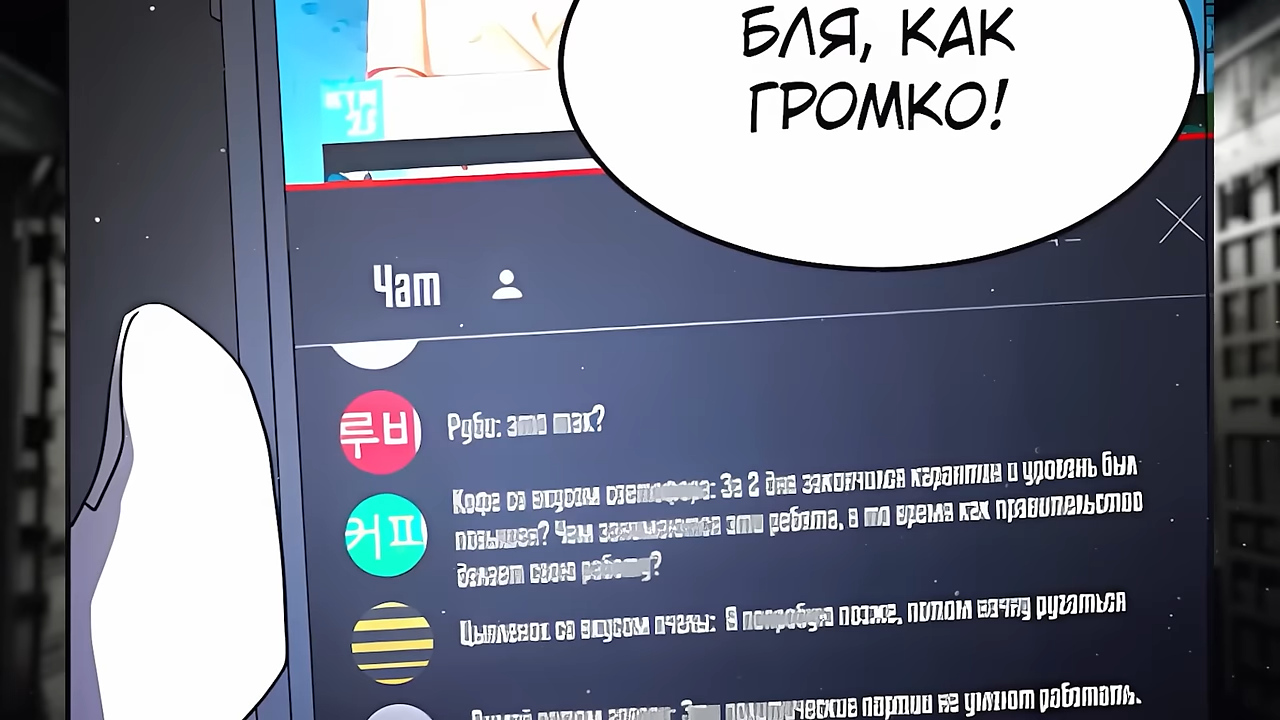 БЛЯ, КАК
ГРОМКО!
Чат
루비
Руби: это так?
커피
Кофе со вкусом светофора: За 2 дня закончился карантин и уровень был
повышен? Чем занимаются эти ребята, в то время как правительство
делает свою работу?
Цыпленок со вкусом пчелы: Я попробую позже, потом начну ругаться
политические партии не умеют работать.